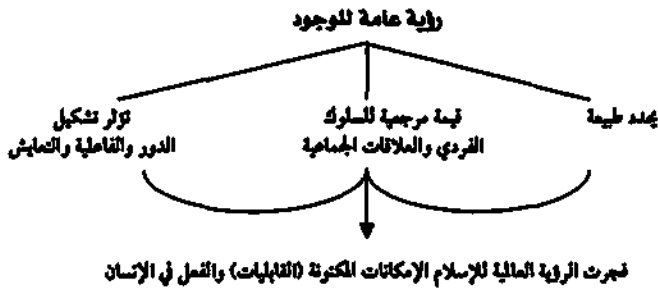 رؤية عامة للوجود
يحدد طبيعة
قيمة مرجعية للسلوك
الفردي والعلاقات الجماعية
تؤثر تشكيل
الدور والفاعلية والتعايش
فجرت الرؤية العالمية للإسلام الإمكانات المكنونة (القابليات) والفعل في الإنسان